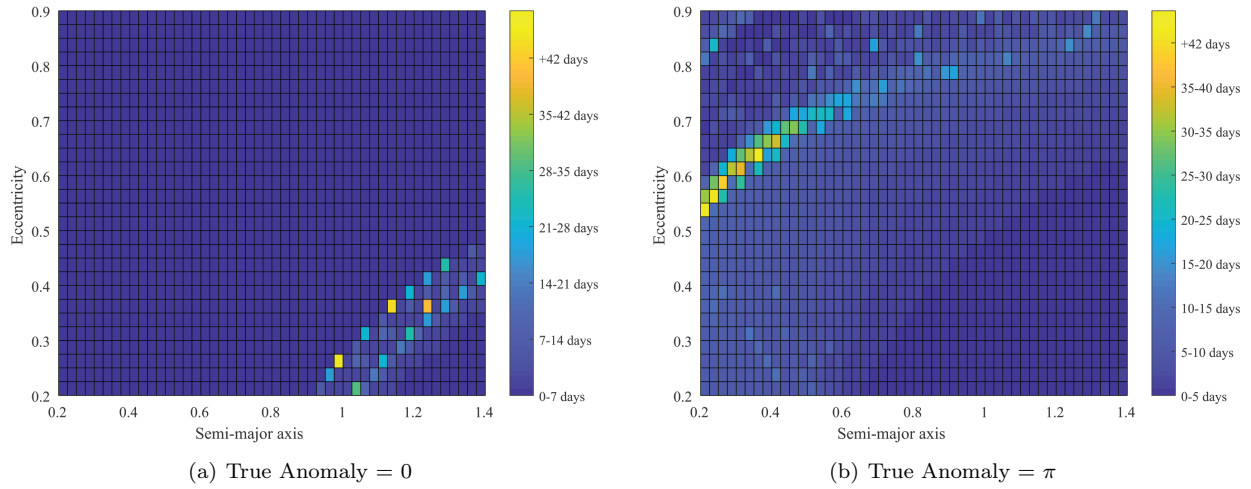 0.9
0.8
0.7
0.6
0.5
0.4
0.3
0.2
Eccentricity
0.2 0.4 0.6 0.8 1 1.2 1.4
Semi-major axis
+42 days
35-42 days
28-35 days
21-28 days
14-21 days
7-14 days
0-7 days
(a) True Anomaly = 0
0.9
0.8
0.7
0.6
0.5
0.4
0.3
0.2
Eccentricity
0.2 0.4 0.6 0.8 1 1.2 1.4
Semi-major axis
+42 days
35-40 days
30-35 days
25-30 days
20-25 days
15-20 days
10-15 days
5-10 days
0-5 days
(b) True Anomaly = π